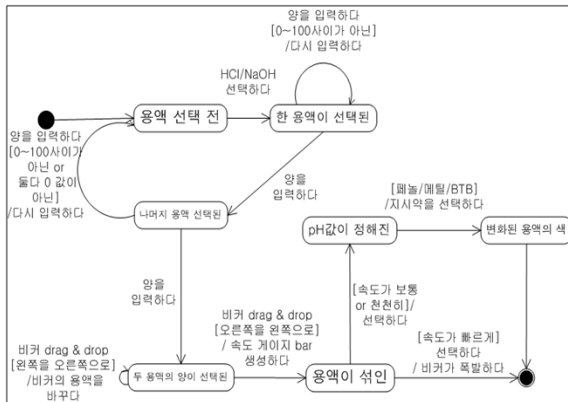 양을 입력하다
[0~100사이가 아닌]
/다시 입력하다
HCl/NaOH
선택하다
용액 선택 전
한 용액이 선택된
양을 입력하다
[0~100사이가
아닌 or
둘다 0 값이
아닌]
/다시 입력하다
나머지 용액 선택된
양을
입력하다
[페놀/메틸/BTB]
/지시약을 선택하다
pH값이 정해진
변화된 용액의 색
양을
입력하다
비커 drag & drop
[오른쪽을 왼쪽으로]
/ 속도 게이지 bar
생성하다
[속도가 보통
or 천천히]/
선택하다
[속도가 빠르게]
선택하다
/ 비커가 폭발하다
비커 drag & drop
[왼쪽을 오른쪽으로]
/비커의 용액을
바꾸다
두 용액의 양이 선택된
용액이 섞인